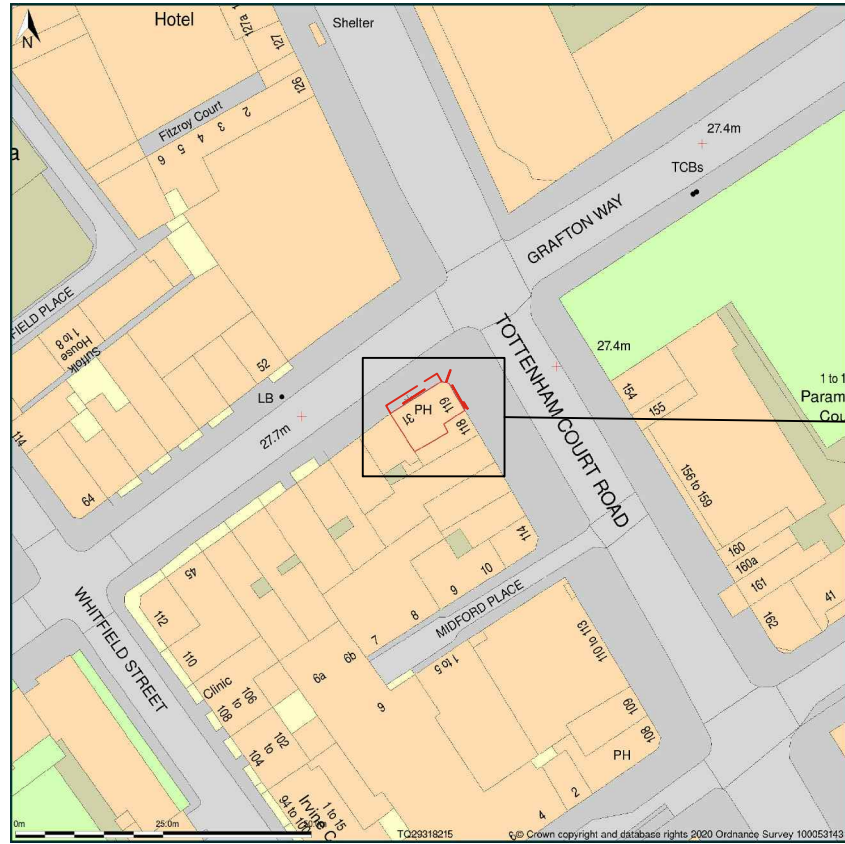 Hotel
127a
127
126
Shelter
N
Fitzroy Court
6 5 4 3 2
27.4m
TCBs
GRAFTON WAY
FIELD PLACE
1 to 8
Suffolk
House
52
LB
27.7m
114
64
PH
31
119
118
TOTTENHAM COURT ROAD
27.4m
1 to 1
Param
Cou
154
155
156 to 159
160
160a
161
162
41
45
112
110
WHITFIELD STREET
Clinic
106
to
108
102
to
104
1 to 15
Irvine C
94 to 10
6a
6b
7
8
9
10
114
MIDFORD PLACE
1 to 5
6
110 to 113
109
108
PH
2
4
0m
25.0m
TQ29318215
© Crown copyright and database rights 2020 Ordnance Survey 100053143